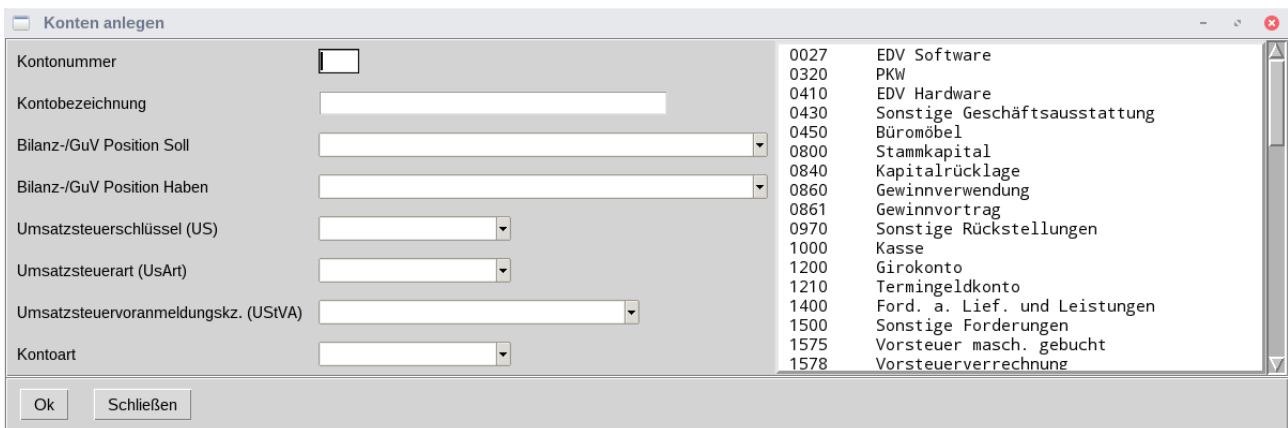 Konten anlegen
Kontonummer
Kontobezeichnung
Bilanz-/GuV Position Soll
Bilanz-/GuV Position Haben
Umsatzsteuerschlüssel (US)
Umsatzsteuerart (UsArt)
Umsatzsteuervoranmeldungskz. (UStVA)
Kontoart
0027 EDV Software
0320 PKW
0410 EDV Hardware
0430 Sonstige Geschäftsausstattung
0450 Büromöbel
0800 Stammkapital
0840 Kapitalrücklage
0860 Gewinnverwendung
0861 Gewinnvortrag
0970 Sonstige Rückstellungen
1000 Kasse
1200 Girokonto
1210 Termingeldkonto
1400 Ford. a. Lief. und Leistungen
1500 Sonstige Forderungen
1575 Vorsteuer masch. gebucht
1578 Vorsteuerverrechnung
Ok Schließen